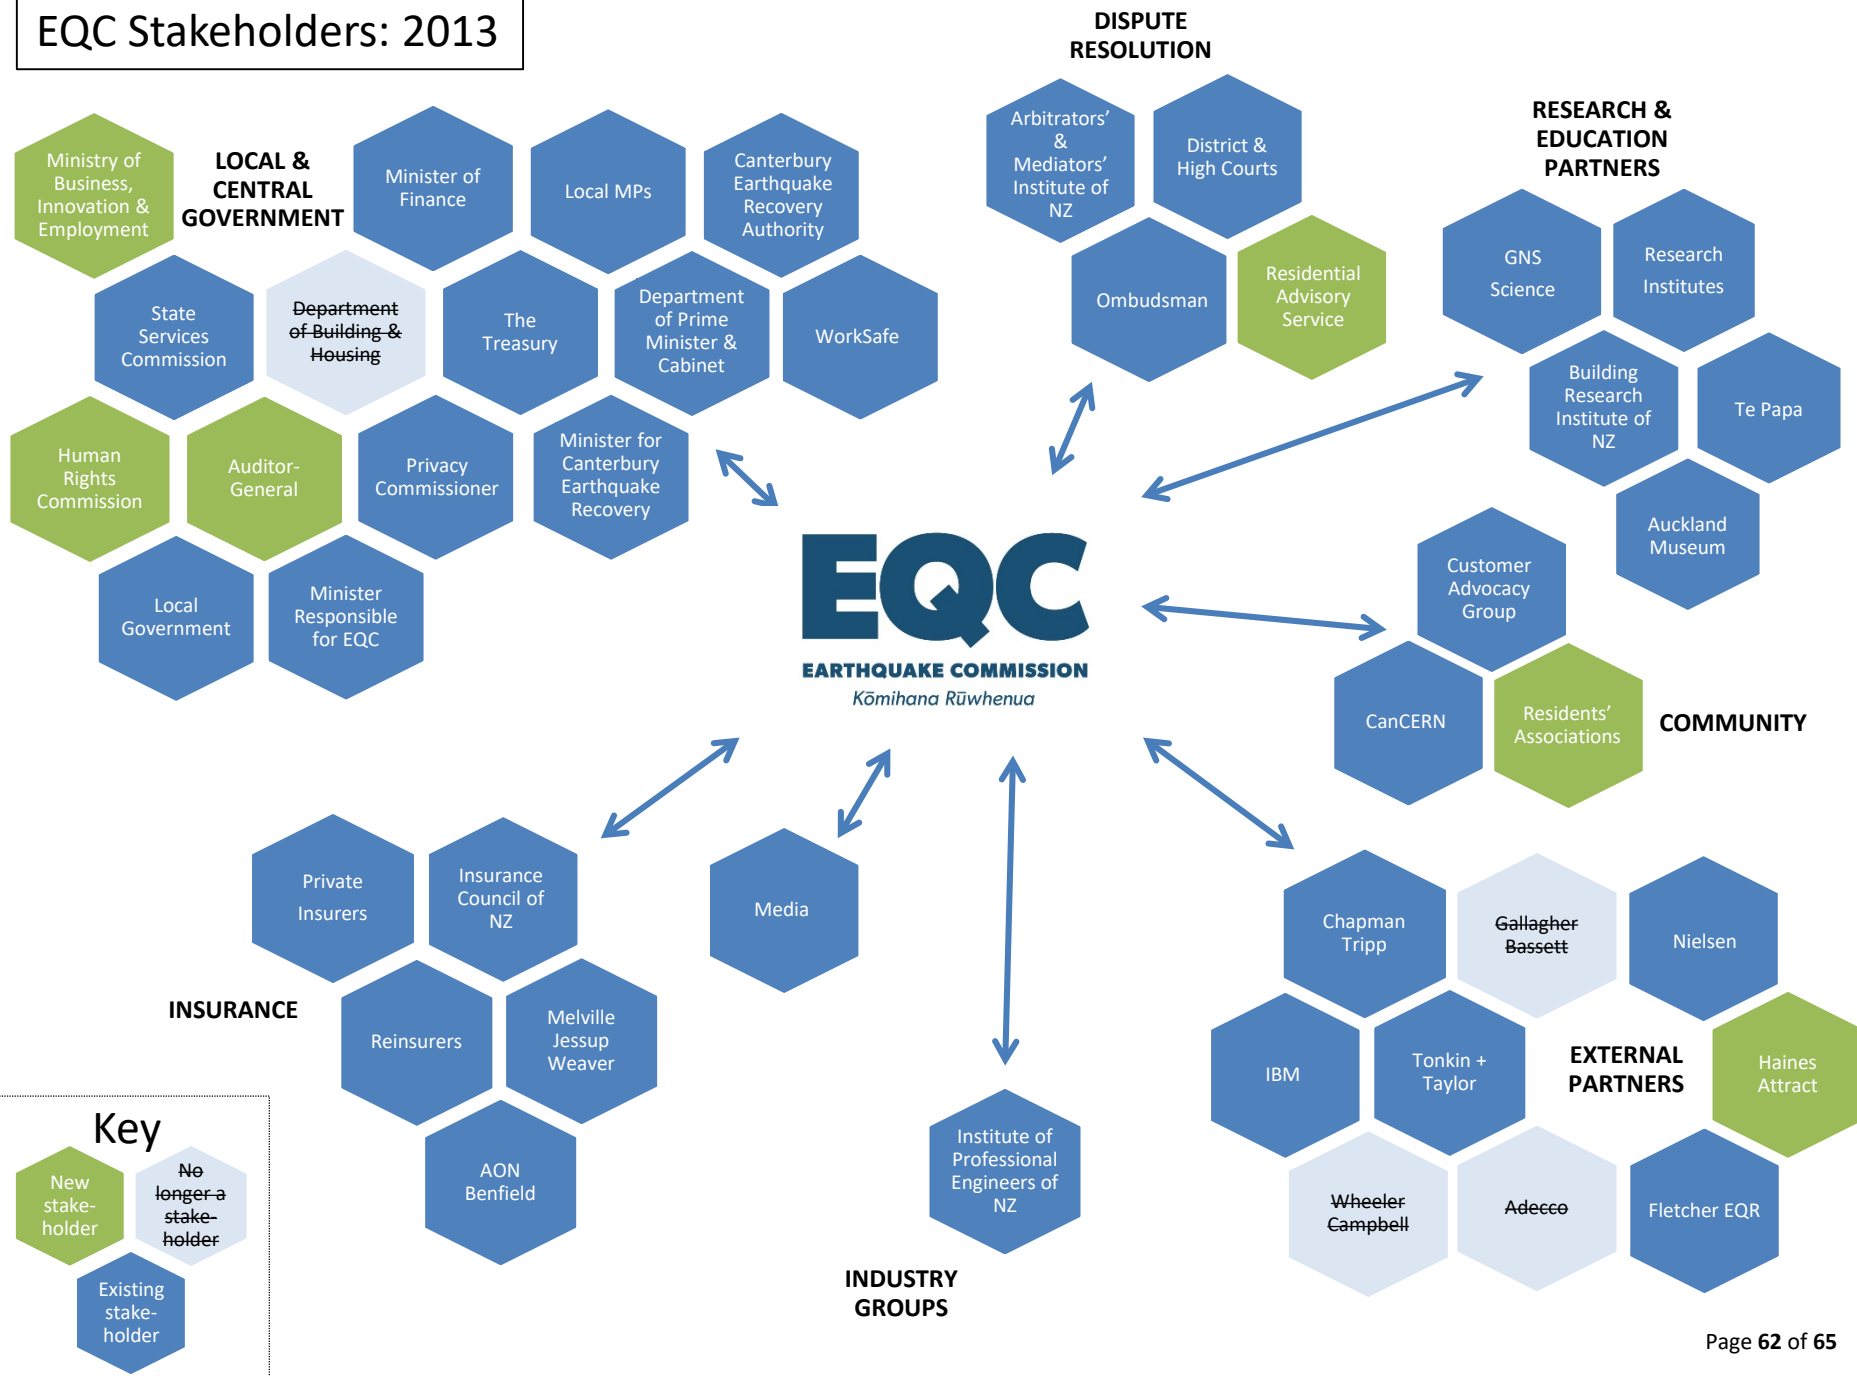 EQC Stakeholders: 2013
DISPUTE
RESOLUTION
Arbitrators'
&
Mediators'
Institute of
NZ
District &
High Courts
Ombudsman
Residential
Advisory
Service
RESEARCH &
EDUCATION
PARTNERS
GNS
Science
Research
Institutes
Building
Research
Institute of
NZ
Te Papa
Auckland
Museum
LOCAL &
CENTRAL
GOVERNMENT
Ministry of
Business,
Innovation &
Employment
Minister of
Finance
Local MPs
Canterbury
Earthquake
Recovery
Authority
State
Services
Commission
Department
of Building &
Housing
The
Treasury
Department
of Prime
Minister &
Cabinet
WorkSafe
Human
Rights
Commission
Auditor-
General
Privacy
Commissioner
Minister for
Canterbury
Earthquake
Recovery
Local
Government
Minister
Responsible
for EQC
EQC
EARTHQUAKE COMMISSION
Kōmihana Rūwhenua
Customer
Advocacy
Group
CanCERN
Residents'
Associations
COMMUNITY
Private
Insurers
Insurance
Council of
NZ
INSURANCE
Reinsurers
Melville
Jessup
Weaver
AON
Benfield
Media
Institute of
Professional
Engineers of
NZ
INDUSTRY
GROUPS
Chapman
Tripp
Gallagher
Bassett
Nielsen
IBM
Tonkin +
Taylor
EXTERNAL
PARTNERS
Haines
Attract
Wheeler
Campbell
Adecco
Fletcher EQR
Key
New
stake-
holder
No
longer a
stake-
holder
Existing
stake-
holder
Page 62 of 65